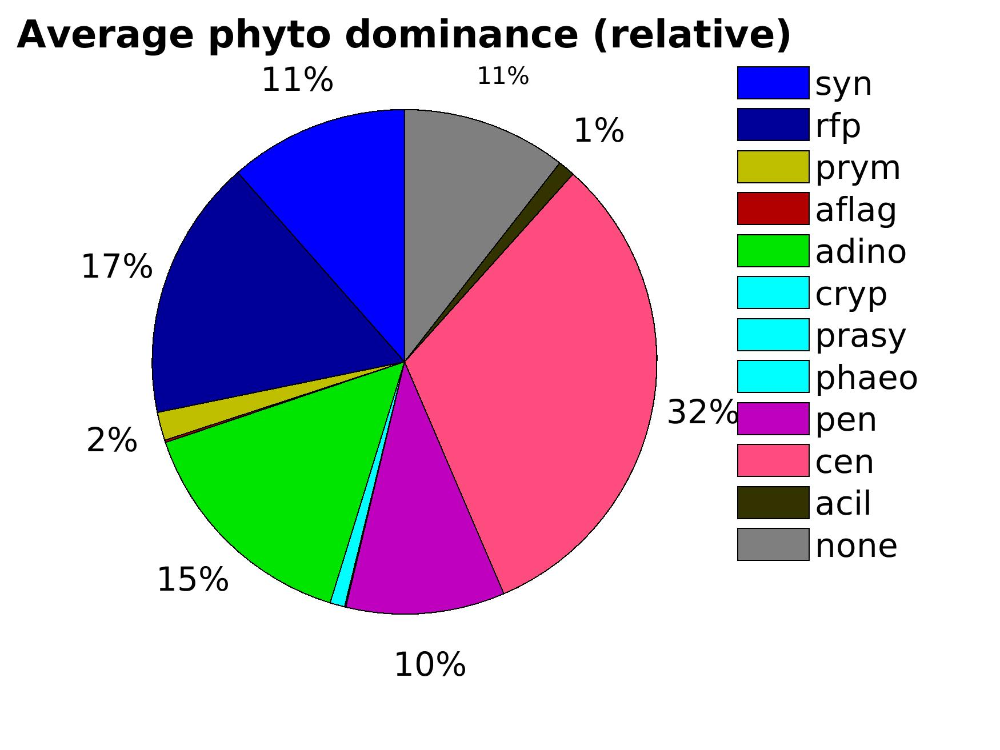 Average phyto dominance (relative)
11%
11%
1%
17%
32%
2%
15%
10%
syn
rfp
prym
aflag
adino
cryp
prasy
phaeo
pen
cen
acil
none